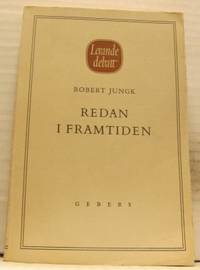 Levande
debatt
ROBERT JUNGK
REDAN
I FRAMTIDEN
GEBERS